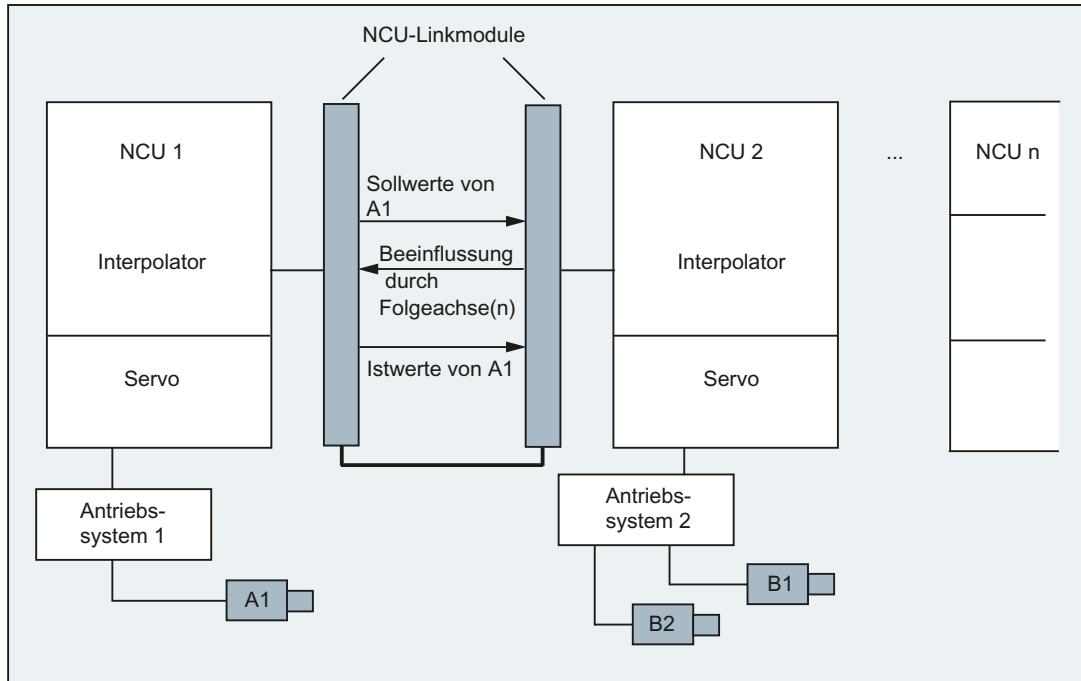 NCU-Linkmodule
NCU 1
NCU 2
...
NCU n
Sollwerte von
A1
Beeinflussung
durch
Folgeachse(n)
Interpolator
Interpolator
Istwerte von A1
Servo
Servo
Antriebs-
system 1
Antriebs-
system 2
A1
B1
B2